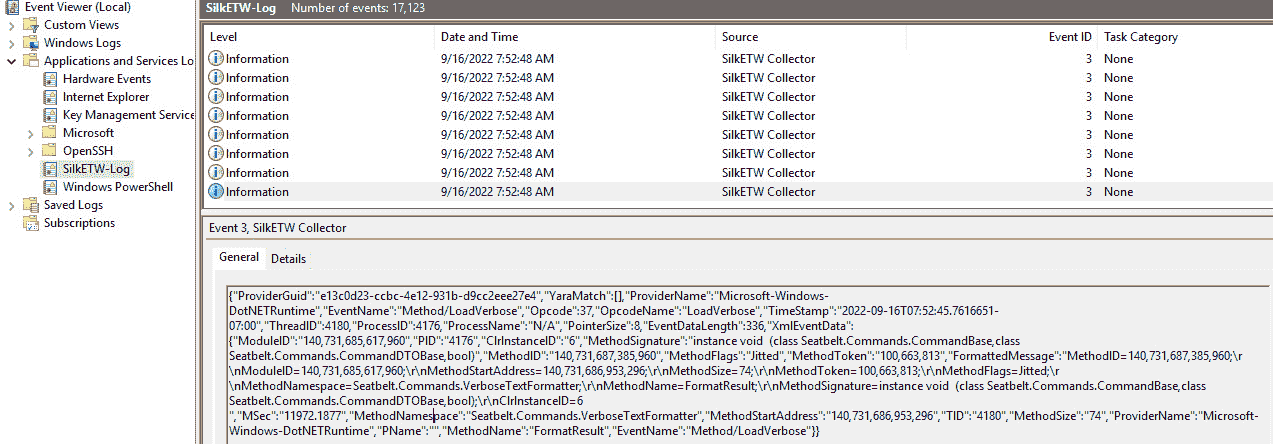 Event Viewer (Local)
Custom Views
Windows Logs
Applications and Services Lo
Hardware Events
Internet Explorer
Key Management Service
Microsoft
OpenSSH
SilkETW-Log
Windows PowerShell
Saved Logs
Subscriptions
SilkETW-Log Number of events: 17,123
Level Date and Time Source Event ID Task Category
Information 9/16/2022 7:52:48 AM SilkETW Collector 3 None
Information 9/16/2022 7:52:48 AM SilkETW Collector 3 None
Information 9/16/2022 7:52:48 AM SilkETW Collector 3 None
Information 9/16/2022 7:52:48 AM SilkETW Collector 3 None
Information 9/16/2022 7:52:48 AM SilkETW Collector 3 None
Information 9/16/2022 7:52:48 AM SilkETW Collector 3 None
Information 9/16/2022 7:52:48 AM SilkETW Collector 3 None
Information 9/16/2022 7:52:48 AM SilkETW Collector 3 None
Event 3, SilkETW Collector
General Details
{"ProviderGuid":"e13c0d23-ccbc-4e12-931b-d9cc2eee27e4","YaraMatch":[],"ProviderName":"Microsoft-Windows-
DotNETRuntime","EventName":"Method/LoadVerbose","Opcode":37,"OpcodeName":"LoadVerbose","TimeStamp":"2022-09-16T07:52:45.7616651-
07:00","ThreadID":4180,"ProcessID":4176,"ProcessName":"N/A","PointerSize":8,"EventDataLength":336,"XmlEventData":
{"ModuleID":"140,731,685,617,960","PID":"4176","ClrInstanceID":"6","MethodSignature":"instance void  (class Seatbelt.Commands.CommandBase,class
Seatbelt.Commands.CommandDTOBase,bool)","MethodID":"140,731,687,385,960","MethodFlags":"Jitted","MethodToken":"100,663,813","FormattedMessage":"MethodID=140,731,687,385,960;\r
\nModuleID=140,731,685,617,960;\r\nMethodStartAddress=140,731,686,953,296;\r\nMethodSize=74;\r\nMethodToken=100,663,813;\r\nMethodFlags=Jitted;\r
\nMethodNamespace=Seatbelt.Commands.VerboseTextFormatter;\r\nMethodName=FormatResult;\r\nMethodSignature=instance void  (class Seatbelt.Commands.CommandBase,class
Seatbelt.Commands.CommandDTOBase,bool);\r\nClrInstanceID=6
","MSec":"11972.1877","MethodNamespace":"Seatbelt.Commands.VerboseTextFormatter","MethodStartAddress":"140,731,686,953,296","TID":"4180","MethodSize":"74","ProviderName":"Microsoft-
Windows-DotNETRuntime","PName":"","MethodName":"FormatResult","EventName":"Method/LoadVerbose"}}